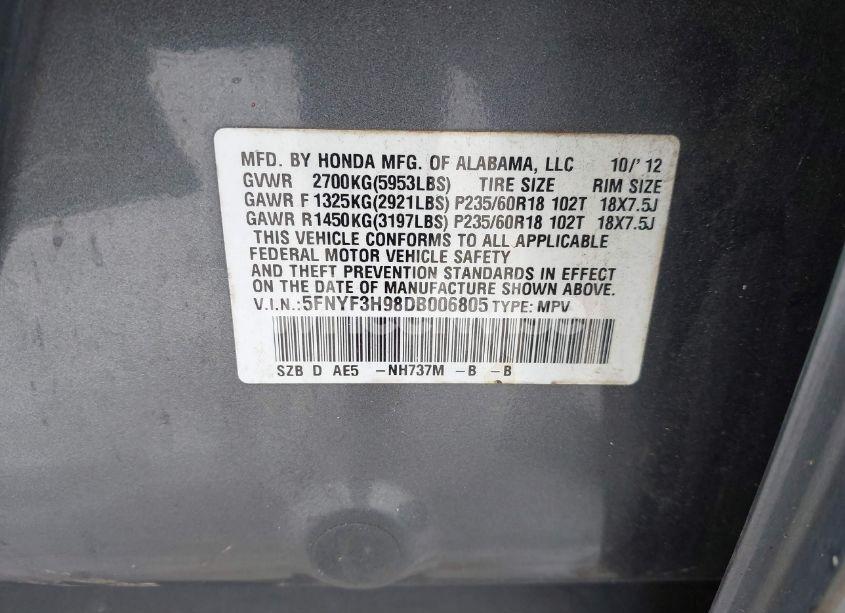 MFD. BY HONDA MFG. OF ALABAMA, LLC 10/'12
GVWR 2700KG(5953LBS) TIRE SIZE RIM SIZE
GAWR F 1325KG(2921LBS) P235/60R18 102T 18X7.5J
GAWR R1450KG(3197LBS) P235/60R18 102T 18X7.5J
THIS VEHICLE CONFORMS TO ALL APPLICABLE
FEDERAL MOTOR VEHICLE SAFETY
AND THEFT PREVENTION STANDARDS IN EFFECT
ON THE DATE OF MANUFACTURE SHOWN ABOVE.
V.I.N.:5FNYF3H98DB006805 TYPE: MPV
SZB D AE5 -NH737M -B -B